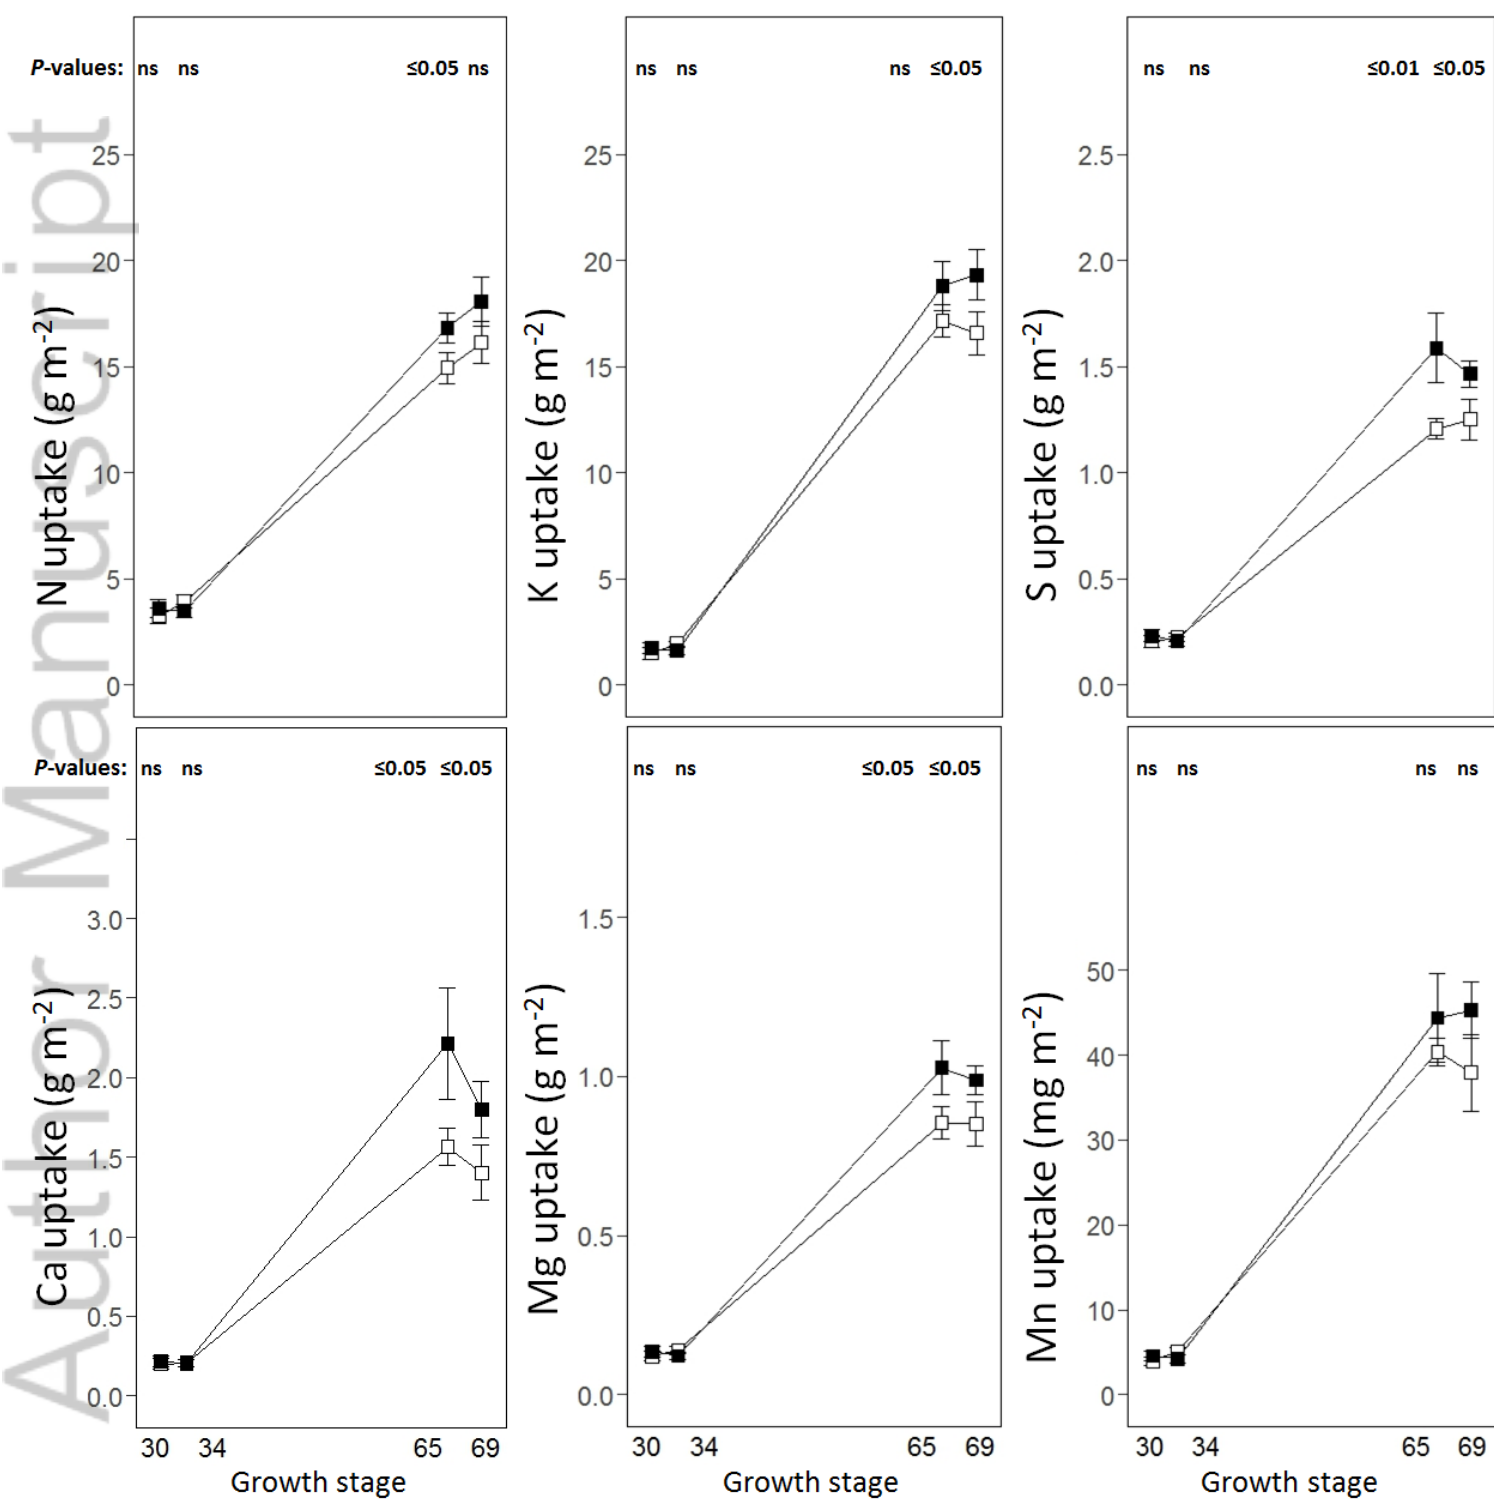 Author Manuscript
P-values: ns ns ≤0.05 ns
25
20
15
10
5
0
N uptake (g m-2)
ns ns ns ≤0.05
25
20
15
10
5
0
K uptake (g m-2)
ns ns ≤0.01 ≤0.05
2.5
2.0
1.5
1.0
0.5
0.0
S uptake (g m-2)
P-values: ns ns ≤0.05 ≤0.05
3.0
2.5
2.0
1.5
1.0
0.5
0.0
Ca uptake (g m-2)
30 34 65 69
Growth stage
ns ns ≤0.05 ≤0.05
1.5
1.0
0.5
0.0
Mg uptake (g m-2)
30 34 65 69
Growth stage
ns ns ns ns
50
40
30
20
10
0
Mn uptake (mg m-2)
30 34 65 69
Growth stage